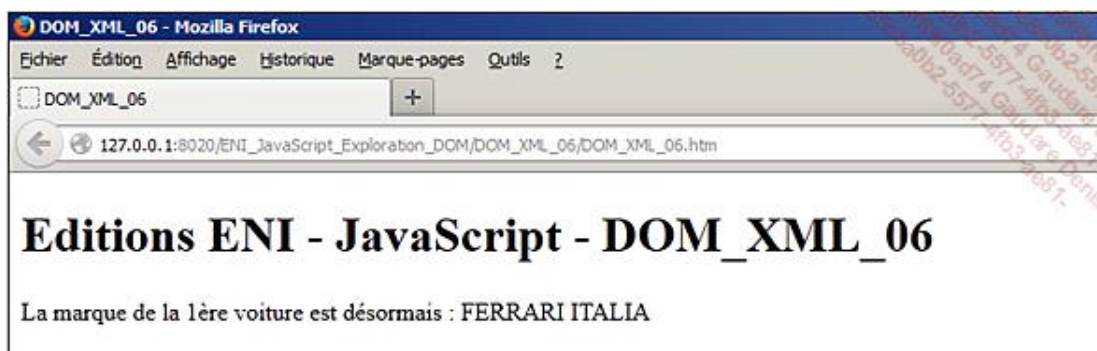 DOM_XML_06 - Mozilla Firefox
Fichier Édition Affichage Historique Marque-pages Outils ?
DOM_XML_06 +
127.0.0.1:8020/ENI_JavaScript_Exploration_DOM/DOM_XML_06/DOM_XML_06.htm
Editions ENI - JavaScript - DOM_XML_06
La marque de la 1ère voiture est désormais : FERRARI ITALIA